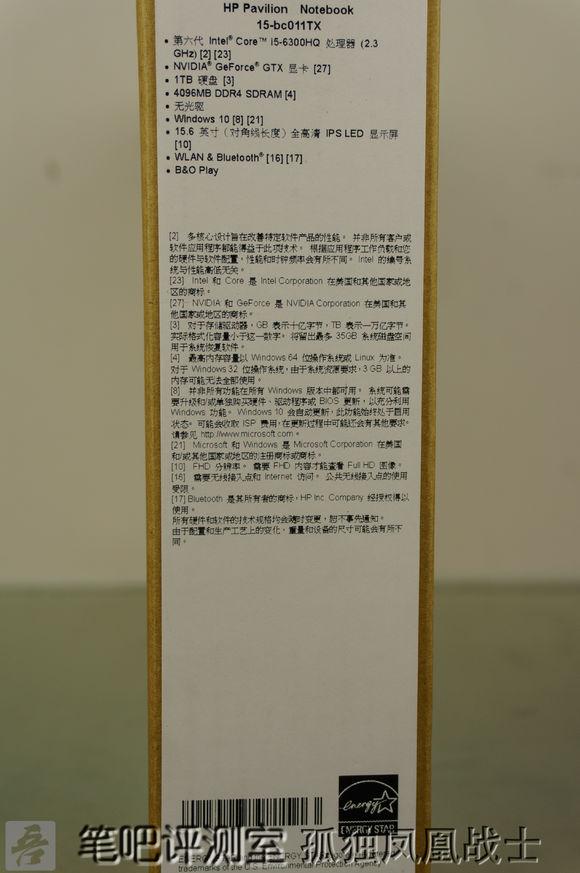 HP Pavilion Notebook
15-bc011TX
• 第六代 Intel® Core™ i5-6300HQ 处理器 (2.3
GHz) [2] [23]
• NVIDIA® GeForce® GTX 显卡 [27]
• 1TB 硬盘 [3]
• 4096MB DDR4 SDRAM [4]
• 无光驱
• Windows 10 [8] [21]
• 15.6 英寸（对角线长度）全高清 IPS LED 显示屏
[10]
• WLAN & Bluetooth® [16] [17]
• B&O Play
[2] 多核心设计旨在改善特定软件产品的性能。 并非所有客户或
软件应用程序都能得益于此项技术。 根据应用程序工作负载和您
的硬件与软件配置，性能和时钟频率会有所不同。 Intel 的编号系
统与性能高低无关。
[23] Intel 和 Core 是 Intel Corporation 在美国和其他国家或地
区的商标。
[27] NVIDIA 和 GeForce 是 NVIDIA Corporation 在美国和其
他国家或地区的商标。
[3] 对于存储驱动器，GB 表示十亿字节，TB 表示一万亿字节。
实际格式化容量小于这一数字。 将留出最多 35GB 系统磁盘空间
用于系统恢复软件。
[4] 最高内存容量以 Windows 64 位操作系统或 Linux 为准。
对于 Windows 32 位操作系统，由于系统资源要求，3 GB 以上的
内存可能无法全部使用。
[8] 并非所有功能在所有 Windows 版本中都可用。 系统可能需
要升级和/或单独购买硬件、驱动程序或 BIOS 更新，以充分利用
Windows 功能。 Windows 10 会自动更新，此功能始终处于启用
状态。 可能会收取 ISP 费用，在更新过程中可能还会有其他要求。
请参见 http://www.microsoft.com。
[21] Microsoft 和 Windows 是 Microsoft Corporation 在美国
和/或其他国家或地区的注册商标或商标。
[10] FHD 分辨率。 需要 FHD 内容才能查看 Full HD 图像。
[16] 需要无线接入点和 Internet 访问。 公共无线接入点的使用
受限。
[17] Bluetooth 是其所有者的商标，HP Inc. Company 经授权得以
使用。
所有硬件和软件的技术规格均会随时变更，恕不事先通知。
由于配置和生产工艺上的变化，重量和设备的尺寸可能会有所不
同。
energy
ENERGY STAR
吾 笔吧评测室 孤独凤凰战士
trademarks of the U.S. Environmental Protection Agency